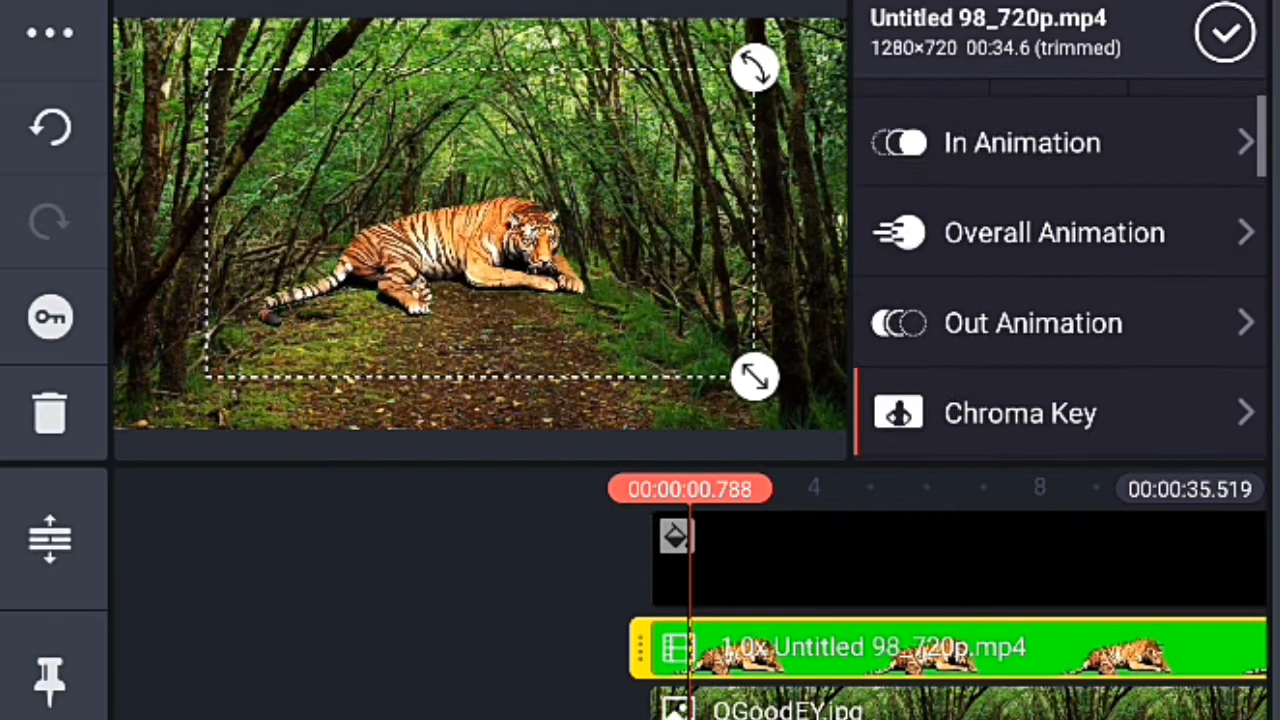 Untitled 98_720p.mp4
1280×720 00:34.6 (trimmed)
In Animation
Overall Animation
Out Animation
Chroma Key
00:00:00.788
4
8
00:00:35.519
1.0x Untitled 98_720p.mp4
QGoodEY.jpg